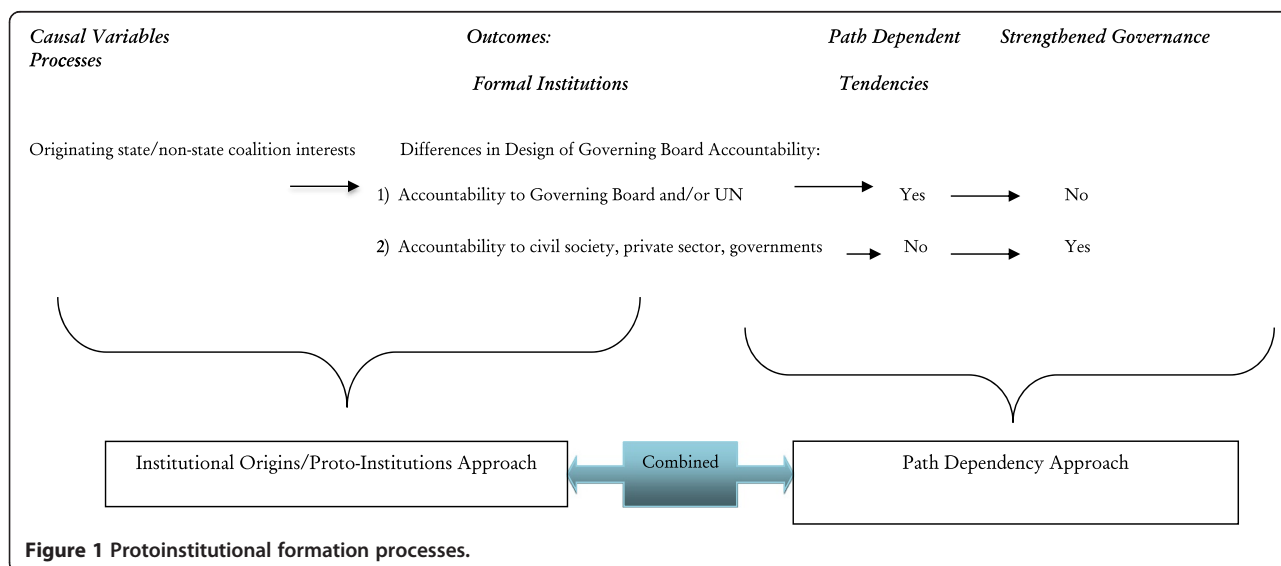 Causal Variables Outcomes: Path Dependent Strengthened Governance
Processes
Formal Institutions Tendencies
Originating state/non-state coalition interests Differences in Design of Governing Board Accountability:
1) Accountability to Governing Board and/or UN Yes No
2) Accountability to civil society, private sector, governments No Yes
Institutional Origins/Proto-Institutions Approach Combined Path Dependency Approach
Figure 1 Protoinstitutional formation processes.